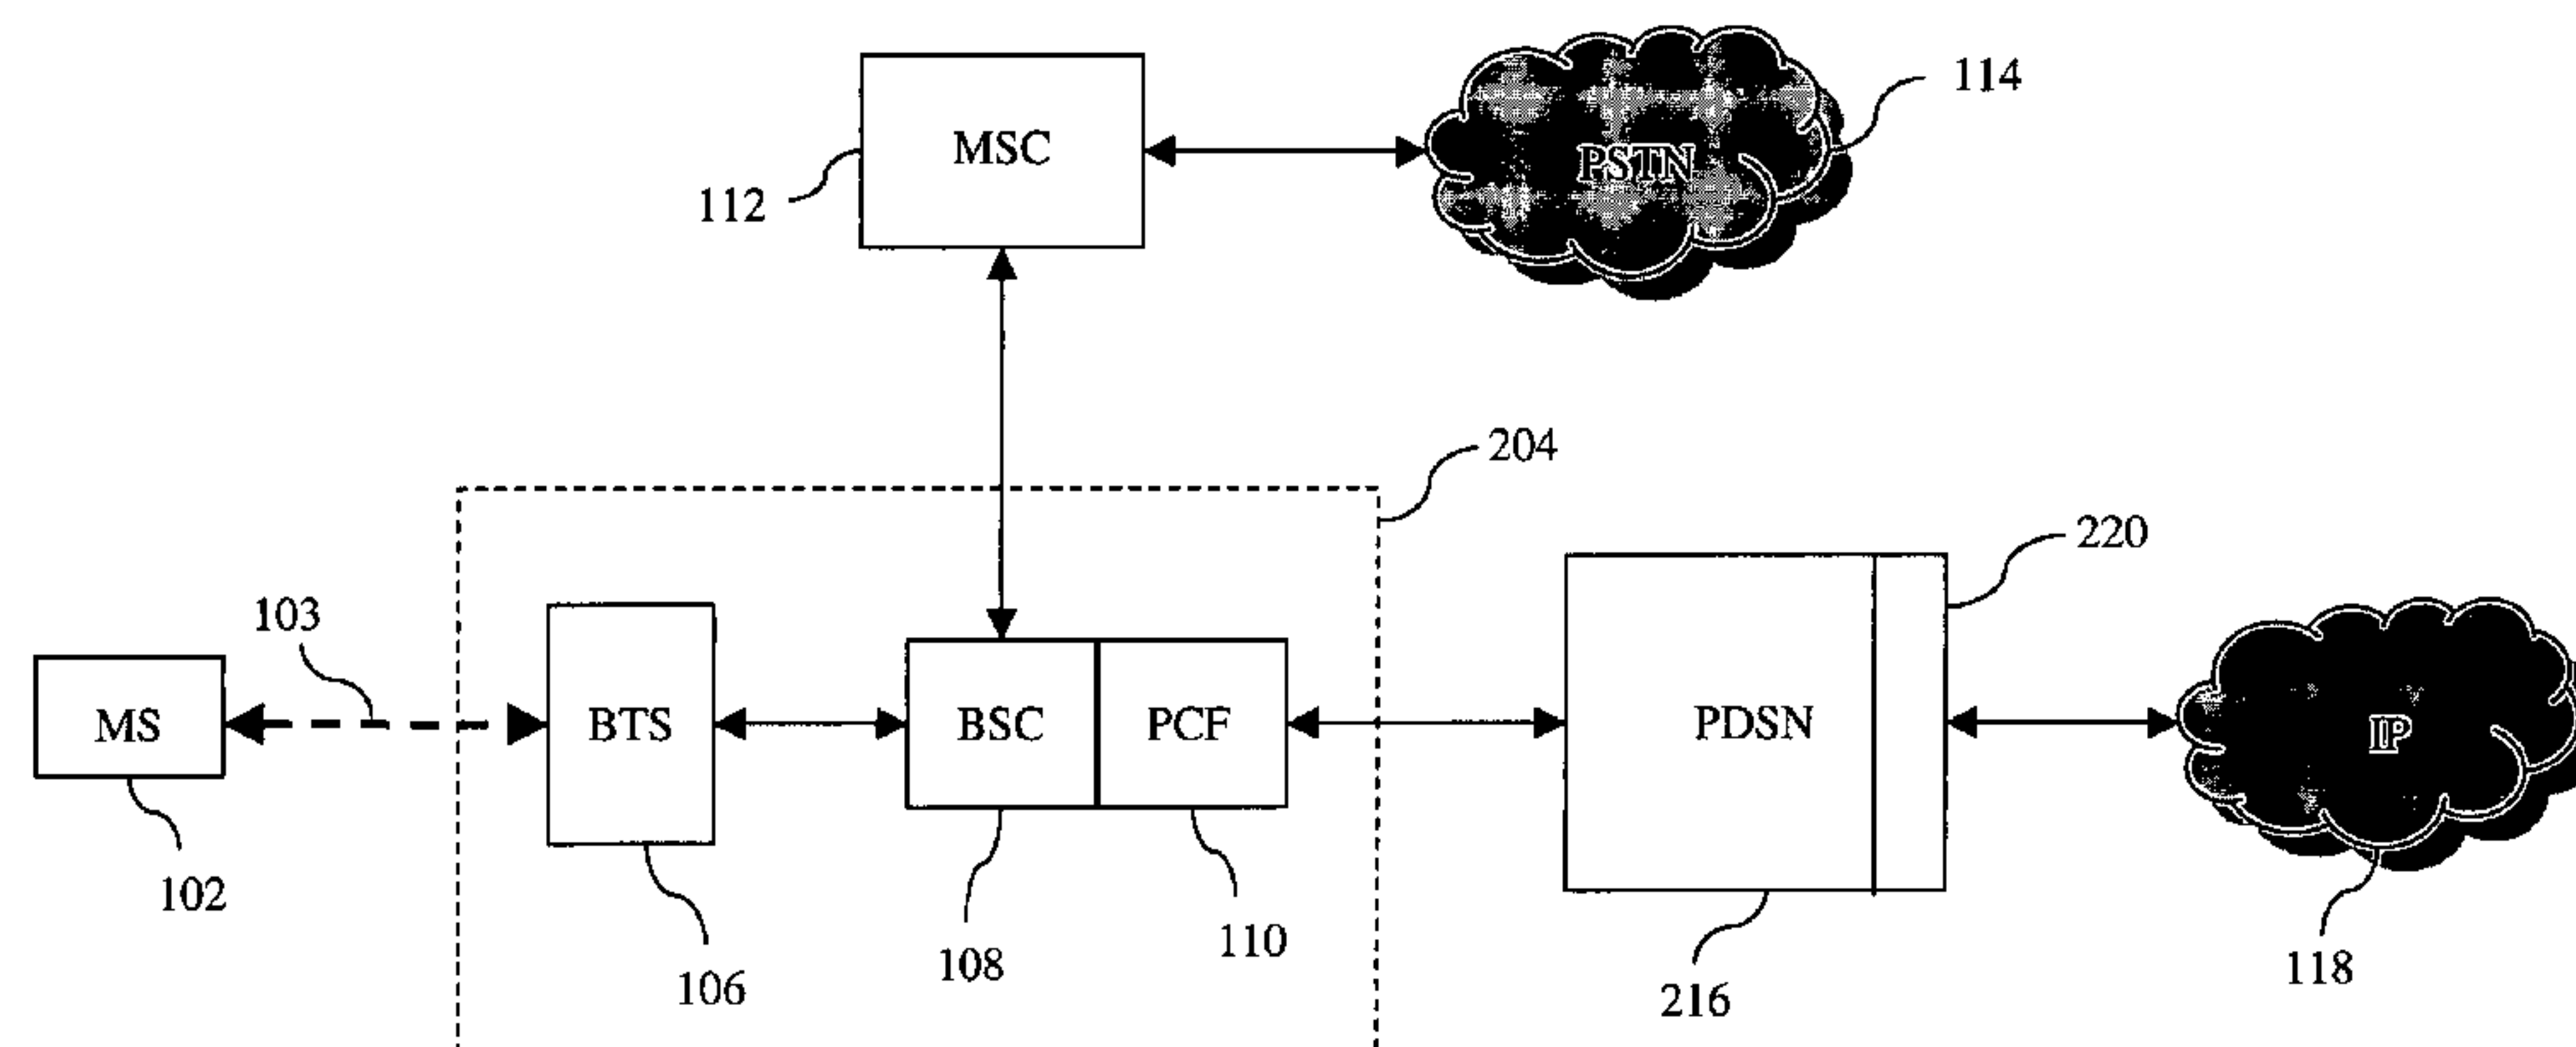 114
MSC
PSTN
112
204
220
103
MS
BTS
BSC
PCF
PDSN
IP
102
106
108
110
216
118